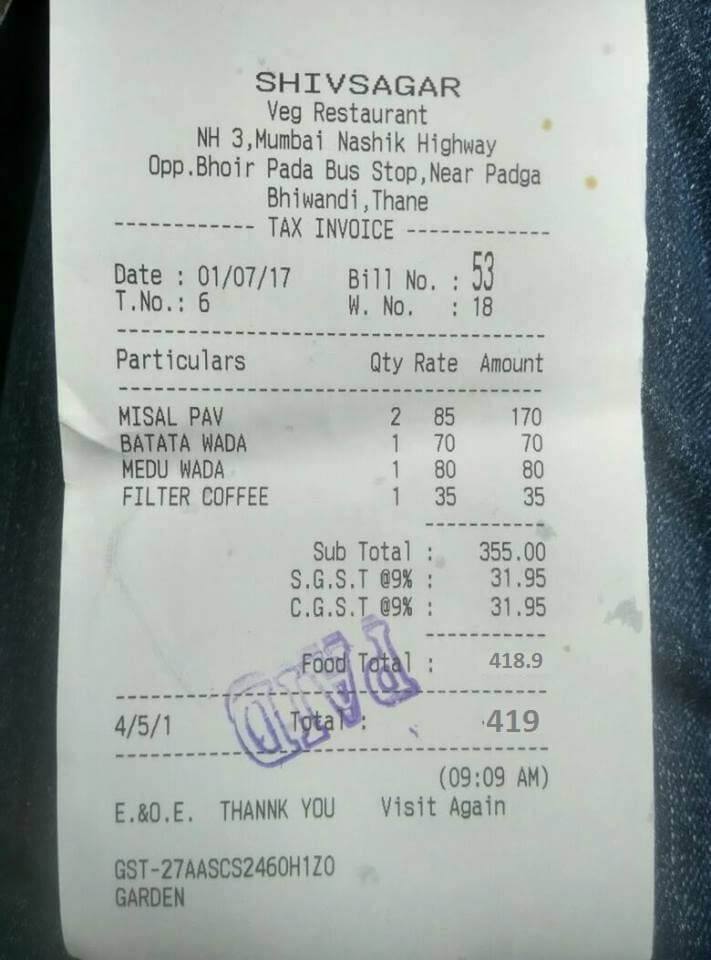 SHIVSAGAR
Veg Restaurant
NH 3,Mumbai Nashik Highway
Opp.Bhoir Pada Bus Stop,Near Padga
Bhiwandi,Thane
------------ TAX INVOICE ------------
Date : 01/07/17 Bill No. : 53
T.No.: 6 W. No. : 18
Particulars Qty Rate Amount
MISAL PAV 2 85 170
BATATA WADA 1 70 70
MEDU WADA 1 80 80
FILTER COFFEE 1 35 35
Sub Total : 355.00
S.G.S.T @9% : 31.95
C.G.S.T @9% : 31.95
Food Total : 418.9
PAID
4/5/1 Total : 419
(09:09 AM)
E.&O.E. THANNK YOU Visit Again
GST-27AASCS2460H1Z0
GARDEN